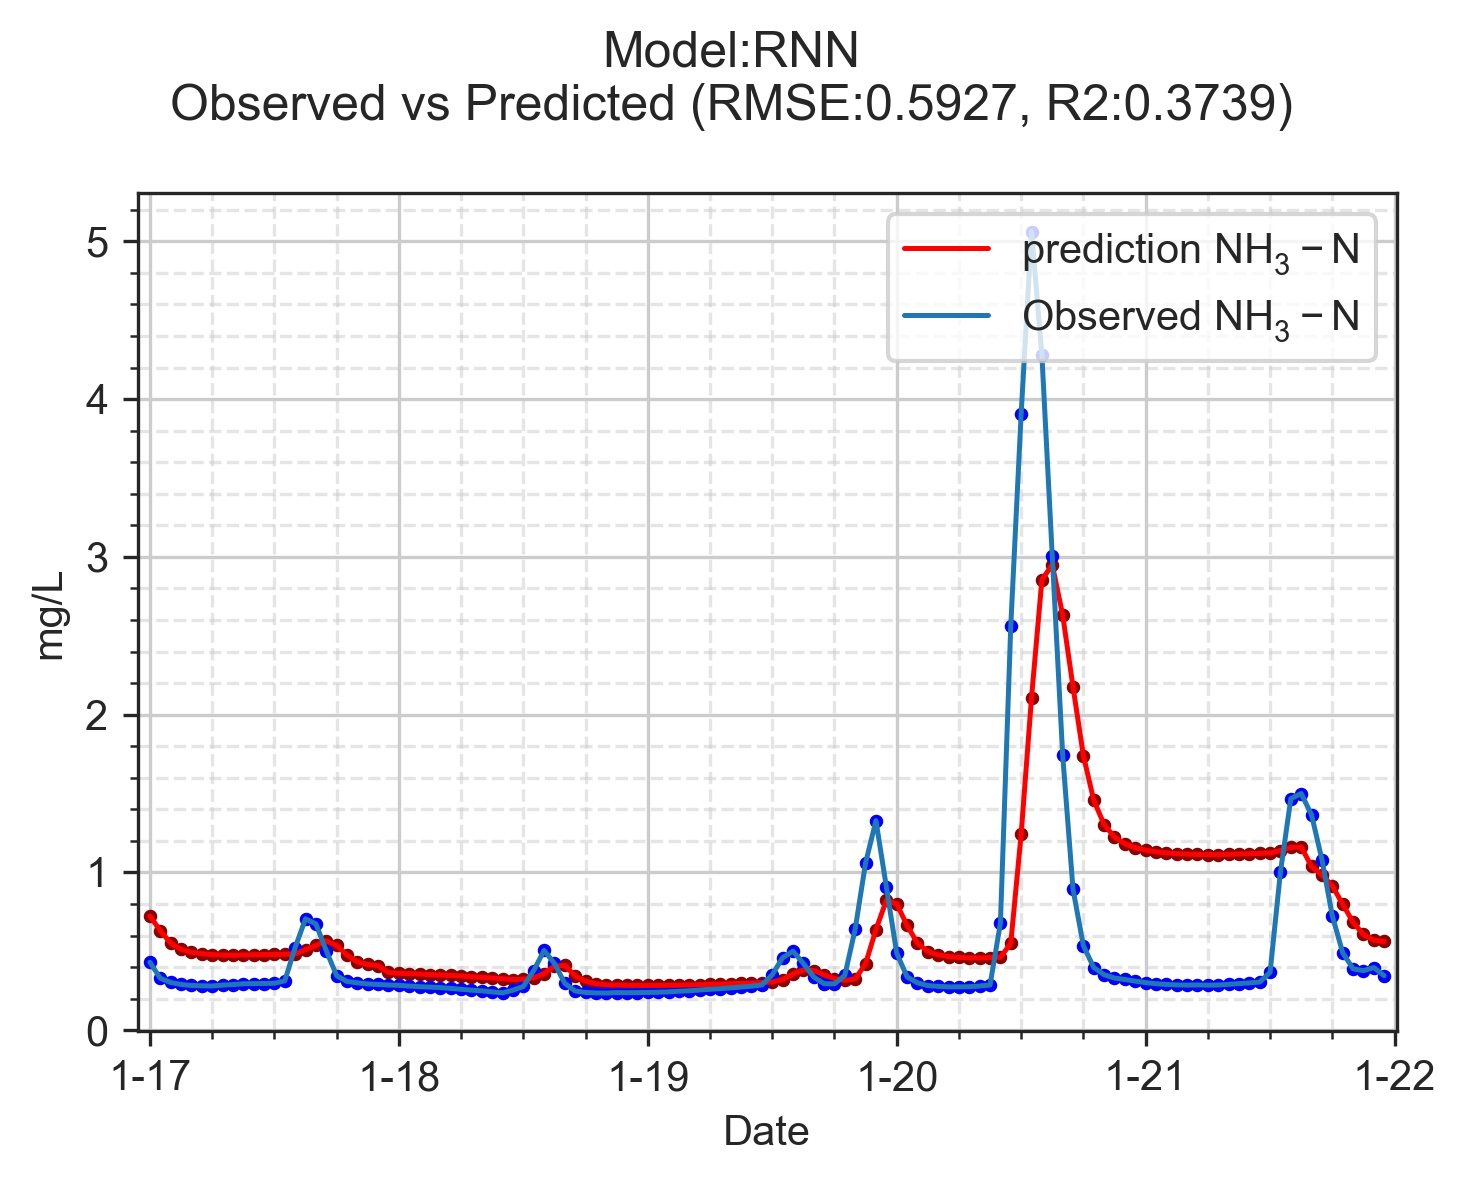 Model:RNN
Observed vs Predicted (RMSE:0.5927, R2:0.3739)
prediction NH₃ − N
Observed NH₃ − N
5
4
3
2
1
0
mg/L
1-17 1-18 1-19 1-20 1-21 1-22
Date